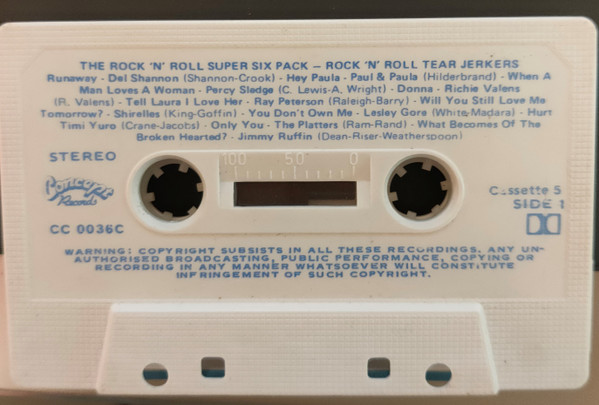 THE ROCK 'N' ROLL SUPER SIX PACK — ROCK 'N' ROLL TEAR JERKERS
Runaway - Del Shannon (Shannon-Crook) - Hey Paula - Paul & Paula (Hilderbrand) - When A
Man Loves A Woman - Percy Sledge (C. Lewis-A. Wright) - Donna - Richie Valens
(R. Valens) - Tell Laura I Love Her - Ray Peterson (Raleigh-Barry) - Will You Still Love Me
Tomorrow? - Shirelles (King-Goffin) - You Don't Own Me - Lesley Gore (White-Madara) - Hurt
Timi Yuro (Crane-Jacobs) - Only You - The Platters (Ram-Rand) - What Becomes Of The
Broken Hearted? - Jimmy Ruffin (Dean-Riser-Weatherspoon)
STEREO
100 50 0
Concept
Records
Cassette 5
SIDE 1
CC 0036C
WARNING: COPYRIGHT SUBSISTS IN ALL THESE RECORDINGS. ANY UN-
AUTHORISED BROADCASTING, PUBLIC PERFORMANCE, COPYING OR
RECORDING IN ANY MANNER WHATSOEVER WILL CONSTITUTE
INFRINGEMENT OF SUCH COPYRIGHT.